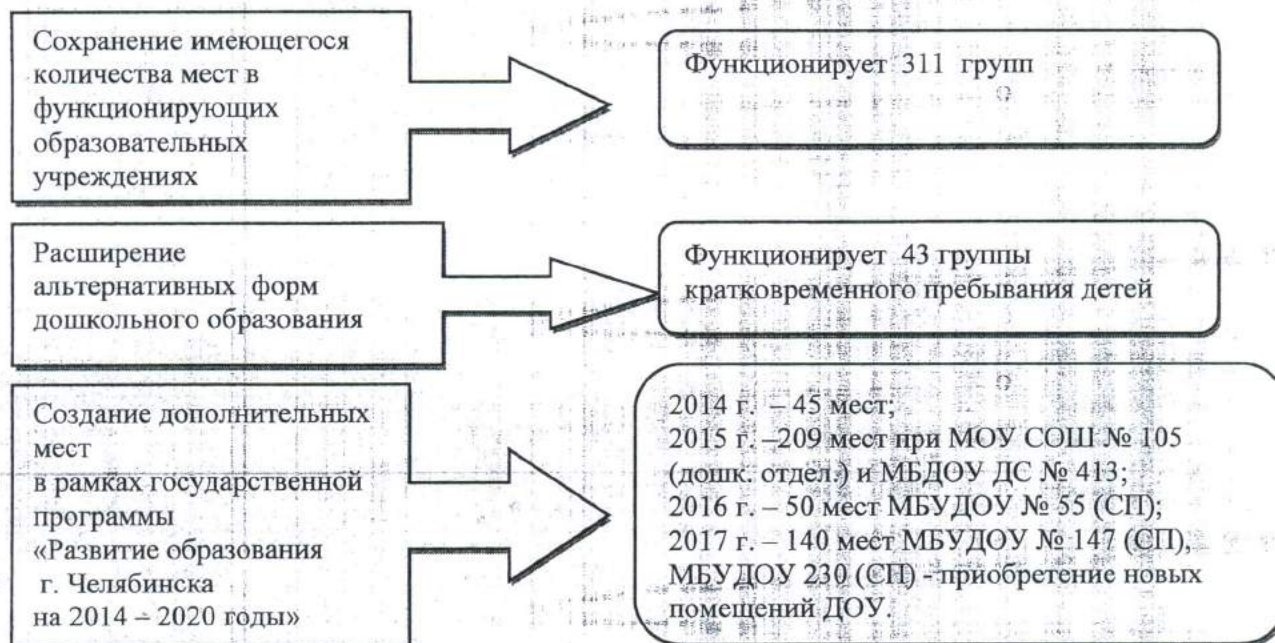 Сохранение имеющегося
количества мест в
функционирующих
образовательных
учреждениях
Функционирует 311 групп
Расширение
альтернативных форм
дошкольного образования
Функционирует 43 группы
кратковременного пребывания детей
Создание дополнительных
мест
в рамках государственной
программы
«Развитие образования
г. Челябинска
на 2014 – 2020 годы»
2014 г. – 45 мест;
2015 г. –209 мест при МОУ СОШ № 105
(дошк. отдел.) и МБДОУ ДС № 413;
2016 г. – 50 мест МБУДОУ № 55 (СП);
2017 г. – 140 мест МБУДОУ № 147 (СП),
МБУДОУ 230 (СП) - приобретение новых
помещений ДОУ.